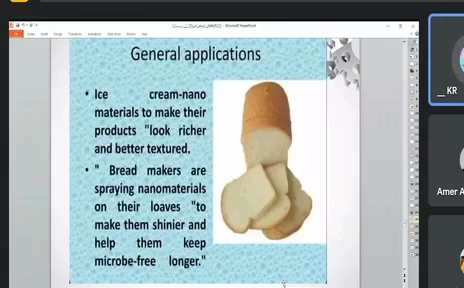 General applications
• Ice cream-nano
materials to make their
products "look richer
and better textured.
• " Bread makers are
spraying nanomaterials
on their loaves "to
make them shinier and
help them keep
microbe-free longer."
__ KR
Amer A